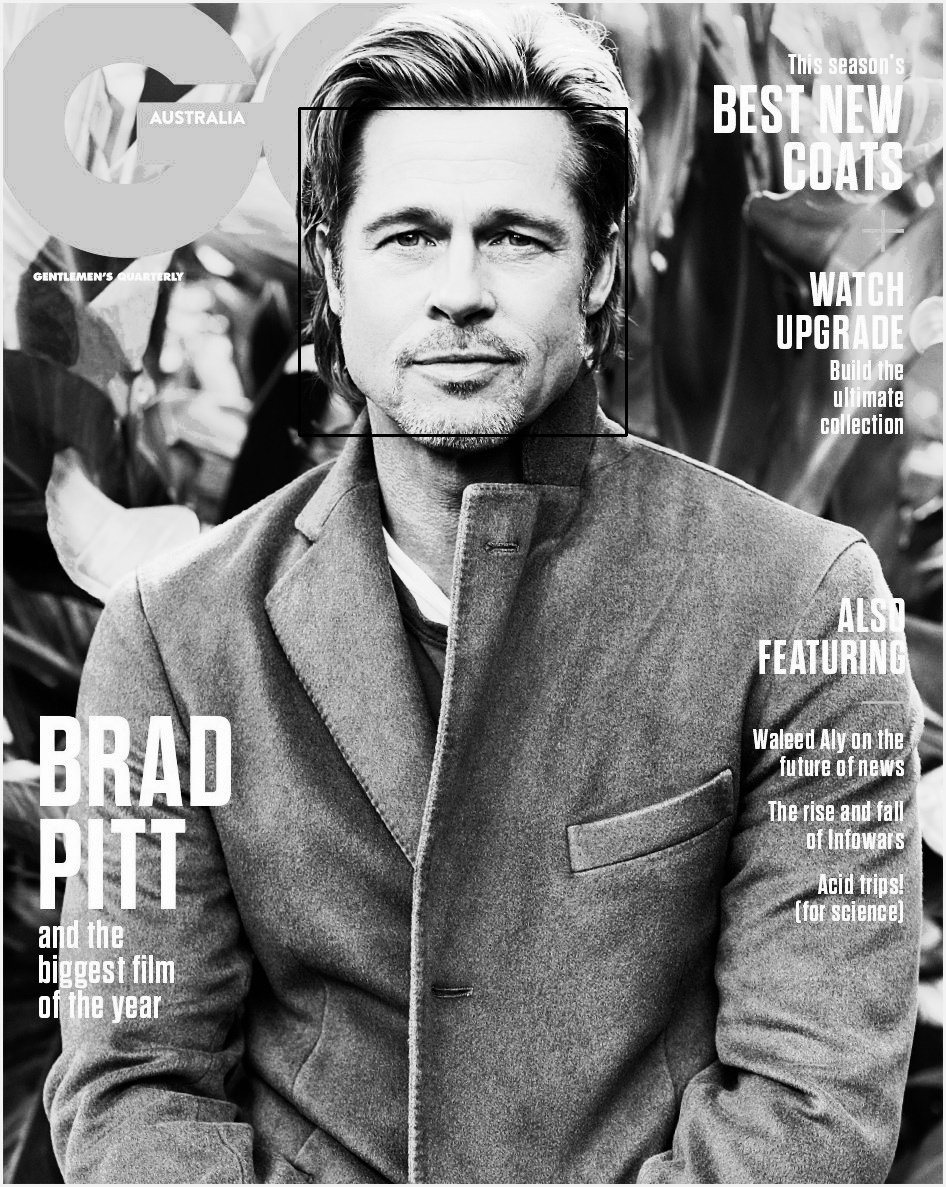 GQ
AUSTRALIA
GENTLEMEN'S QUARTERLY
This season's
BEST NEW
COATS
+
WATCH
UPGRADE
Build the
ultimate
collection
ALSO
FEATURING
Waleed Aly on the
future of news
The rise and fall
of Infowars
Acid trips!
(for science)
BRAD
PITT
and the
biggest film
of the year